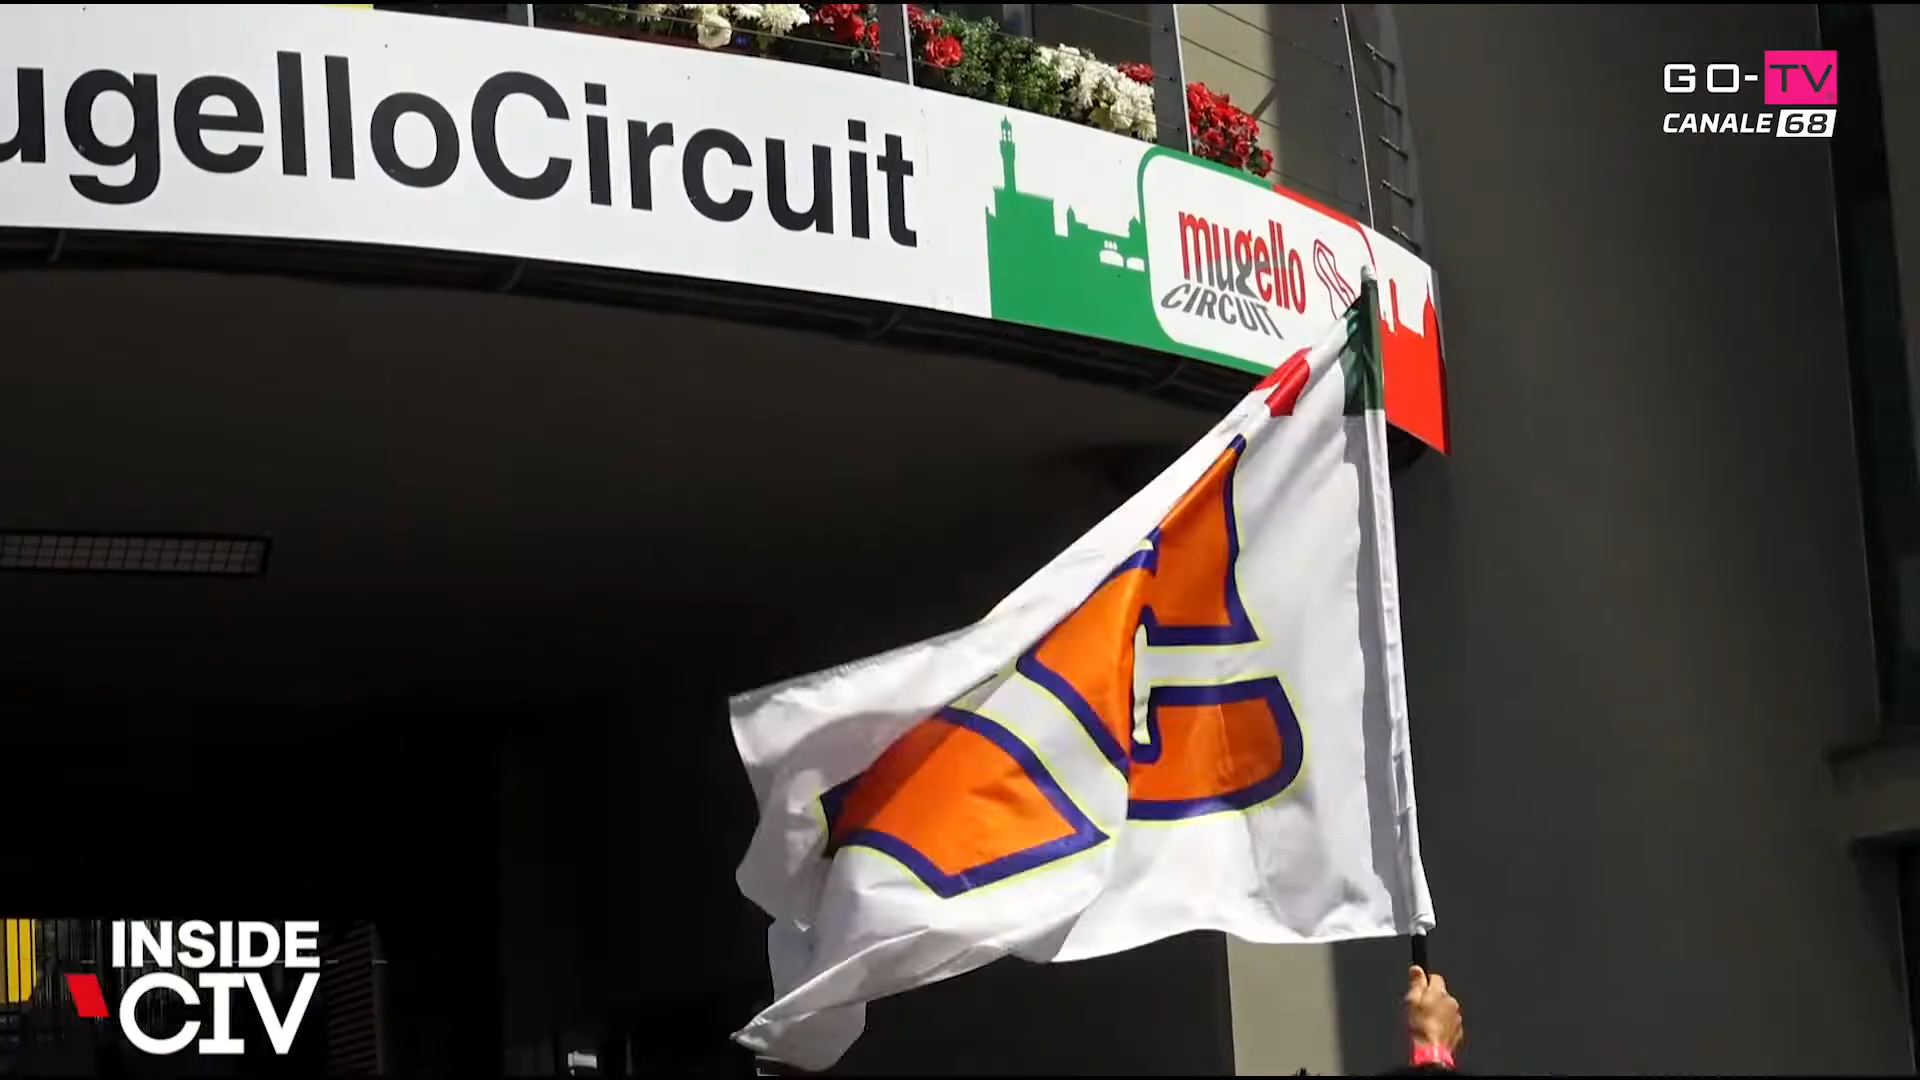 ugelloCircuit
mugello
CIRCUIT
GO-TV
CANALE 68
INSIDE
CIV